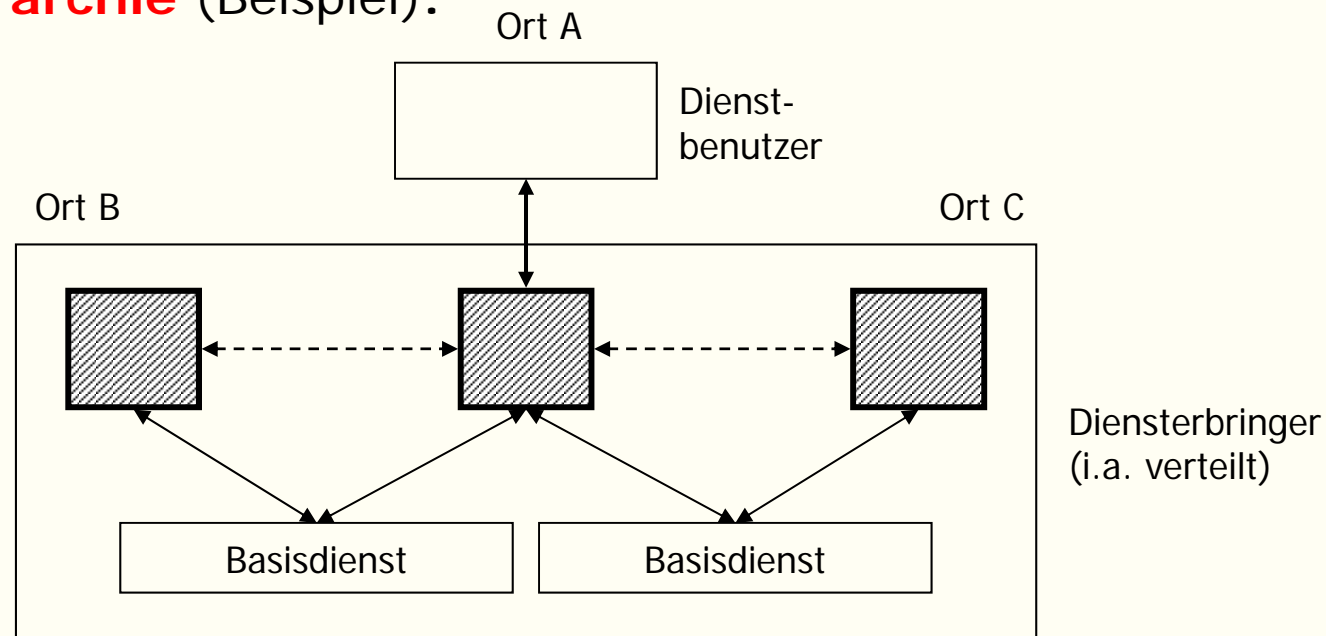 archie (Beispiel):
Ort A
Dienst-
benutzer
Ort B
Ort C
Diensterbringer
(i.a. verteilt)
Basisdienst
Basisdienst